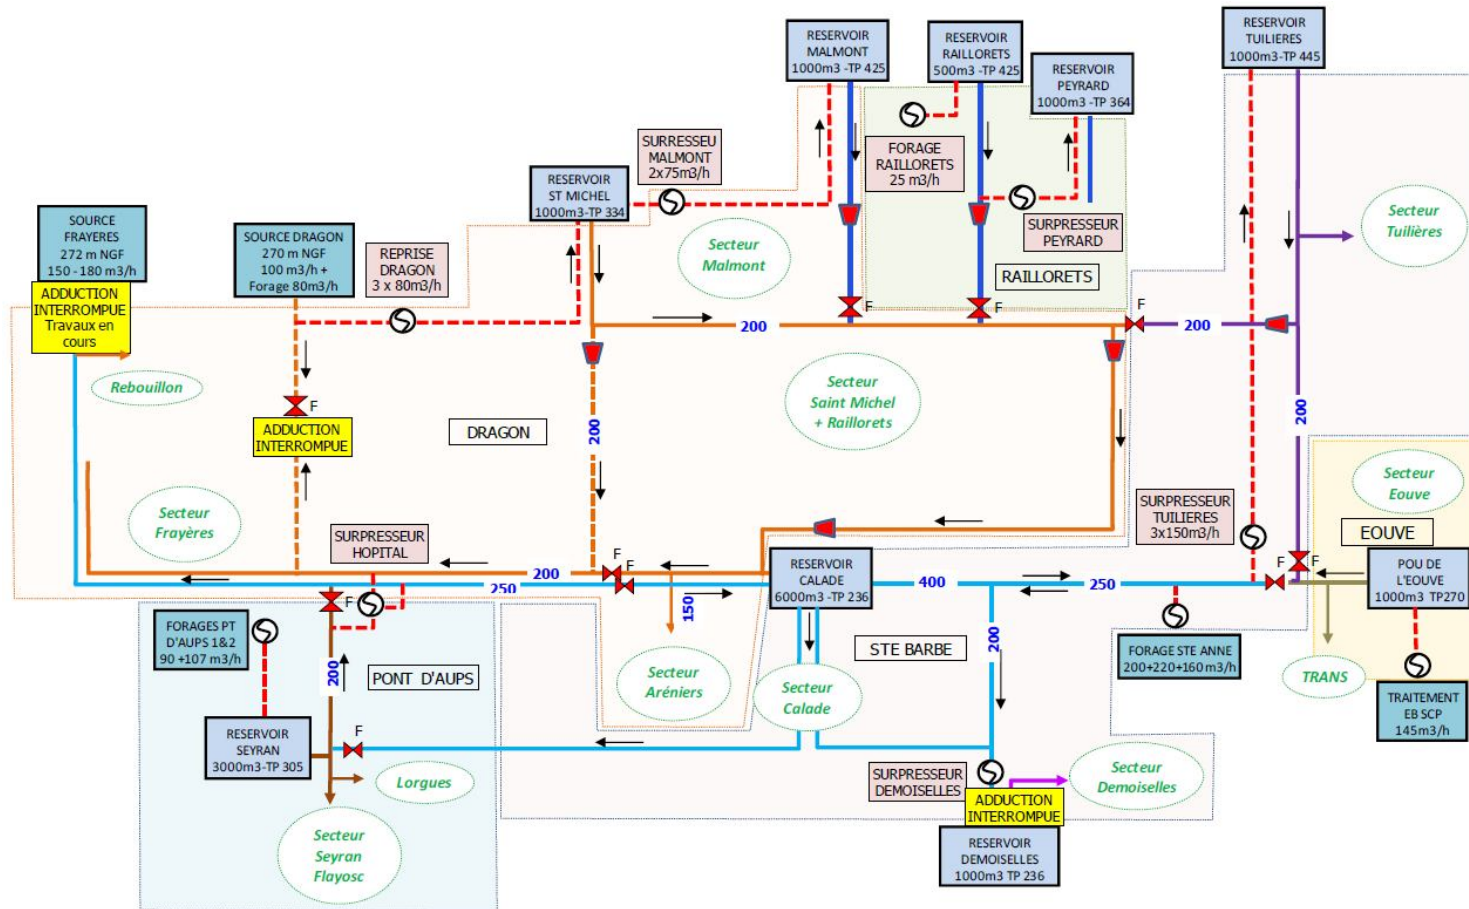 RESERVOIR
MALMONT
1000m3 -TP 425
RESERVOIR
RAILLORETS
500m3 -TP 425
RESERVOIR
PEYRARD
1000m3 -TP 364
RESERVOIR
TUILIERES
1000m3 -TP 445
SURRESSEU
MALMONT
2x75m3/h
FORAGE
RAILLORETS
25 m3/h
RESERVOIR
ST MICHEL
1000m3-TP 334
SURPRESSEUR
PEYRARD
Secteur
Tuilières
SOURCE
FRAYERES
272 m NGF
150 - 180 m3/h
SOURCE DRAGON
270 m NGF
100 m3/h +
Forage 80m3/h
REPRISE
DRAGON
3 x 80m3/h
Secteur
Malmont
RAILLORETS
ADDUCTION
INTERROMPUE
Travaux en
cours
F
F
F
200
200
Rebouillon
Secteur
Saint Michel
+ Raillorets
F
ADDUCTION
INTERROMPUE
DRAGON
200
200
Secteur
Eouve
Secteur
Frayères
SURPRESSEUR
HOPITAL
SURPRESSEUR
TUILIERES
3x150m3/h
EOUVE
F
F
F
F
200
250
RESERVOIR
CALADE
6000m3 -TP 236
400
250
POU DE
L'EOUVE
1000m3 TP270
F
150
FORAGES PT
D'AUPS 1&2
90 +107 m3/h
200
200
STE BARBE
FORAGE STE ANNE
200+220+160 m3/h
PONT D'AUPS
Secteur
Aréniers
Secteur
Calade
TRANS
TRAITEMENT
EB SCP
145m3/h
RESERVOIR
SEYRAN
3000m3-TP 305
F
Lorgues
SURPRESSEUR
DEMOISELLES
Secteur
Demoiselles
ADDUCTION
INTERROMPUE
Secteur
Seyran
Flayosc
RESERVOIR
DEMOISELLES
1000m3 TP 236